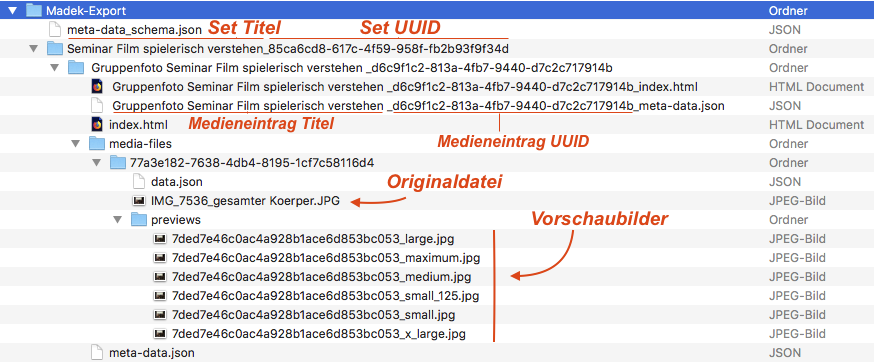 Madek-Export Ordner
meta-data_schema.json Set Titel Set UUID JSON
Seminar Film spielerisch verstehen_85ca6cd8-617c-4f59-958f-fb2b93f9f34d Ordner
Gruppenfoto Seminar Film spielerisch verstehen _d6c9f1c2-813a-4fb7-9440-d7c2c717914b Ordner
Gruppenfoto Seminar Film spielerisch verstehen _d6c9f1c2-813a-4fb7-9440-d7c2c717914b_index.html HTML Document
Gruppenfoto Seminar Film spielerisch verstehen _d6c9f1c2-813a-4fb7-9440-d7c2c717914b_meta-data.json JSON
index.html Medieneintrag Titel HTML Document
media-files Medieneintrag UUID Ordner
77a3e182-7638-4db4-8195-1cf7c58116d4 Ordner
data.json Originaldatei JSON
IMG_7536_gesamter Koerper.JPG JPEG-Bild
previews Vorschaubilder Ordner
7ded7e46c0ac4a928b1ace6d853bc053_large.jpg JPEG-Bild
7ded7e46c0ac4a928b1ace6d853bc053_maximum.jpg JPEG-Bild
7ded7e46c0ac4a928b1ace6d853bc053_medium.jpg JPEG-Bild
7ded7e46c0ac4a928b1ace6d853bc053_small_125.jpg JPEG-Bild
7ded7e46c0ac4a928b1ace6d853bc053_small.jpg JPEG-Bild
7ded7e46c0ac4a928b1ace6d853bc053_x_large.jpg JPEG-Bild
meta-data.json JSON